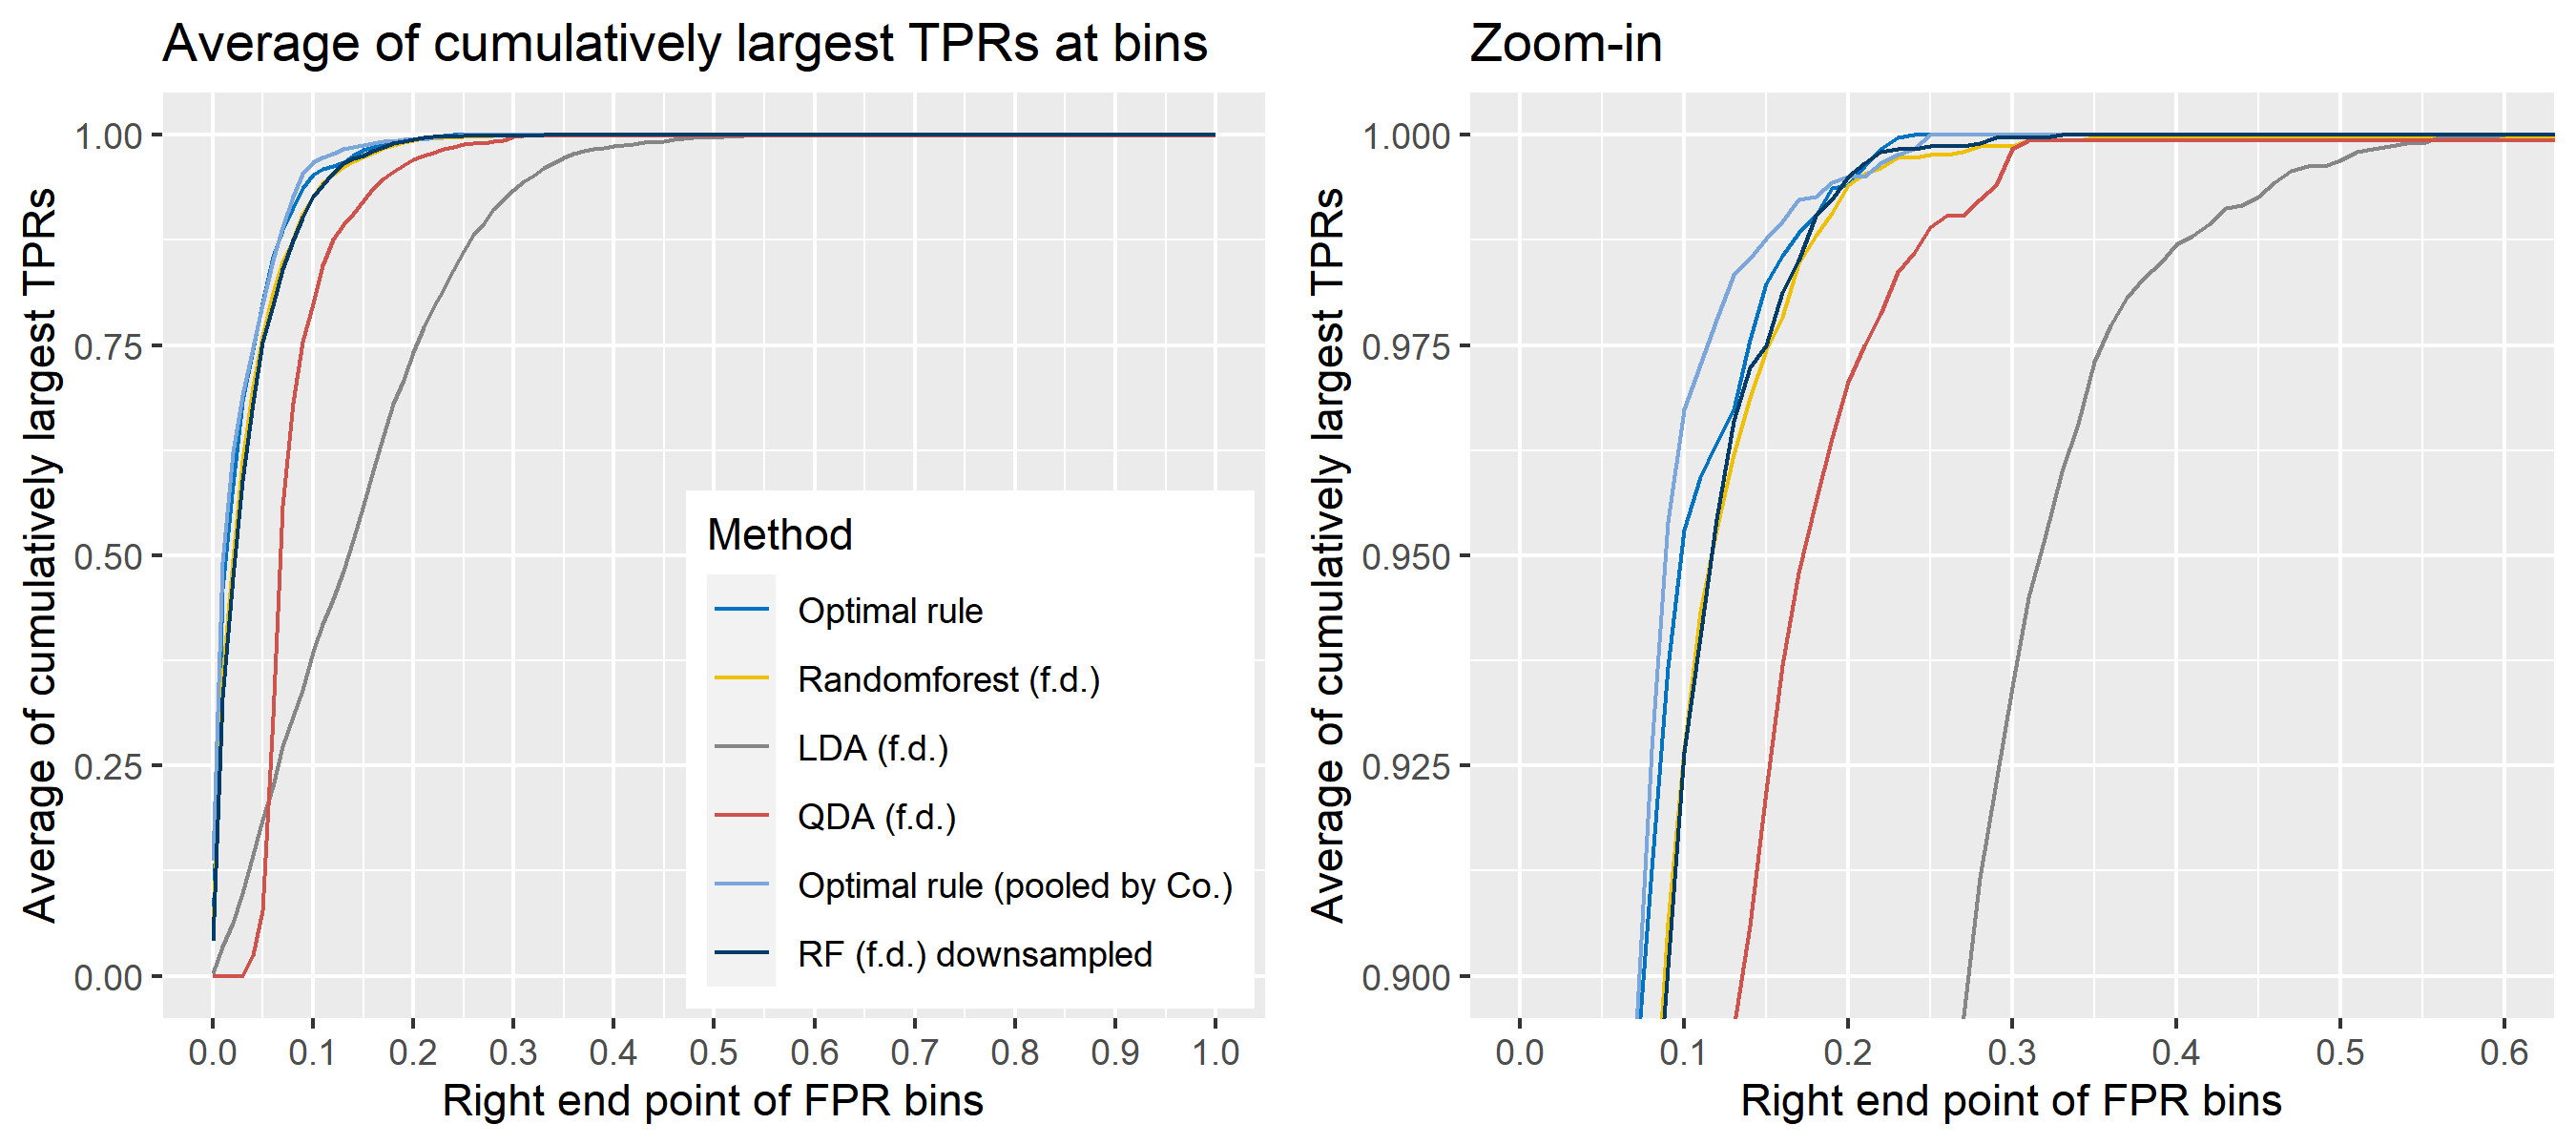 Average of cumulatively largest TPRs at bins
Average of cumulatively largest TPRs
1.00
0.75
0.50
0.25
0.00
Method
Optimal rule
Randomforest (f.d.)
LDA (f.d.)
QDA (f.d.)
Optimal rule (pooled by Co.)
RF (f.d.) downsampled
0.0 0.1 0.2 0.3 0.4 0.5 0.6 0.7 0.8 0.9 1.0
Right end point of FPR bins
Zoom-in
Average of cumulatively largest TPRs
1.000
0.975
0.950
0.925
0.900
0.0 0.1 0.2 0.3 0.4 0.5 0.6
Right end point of FPR bins